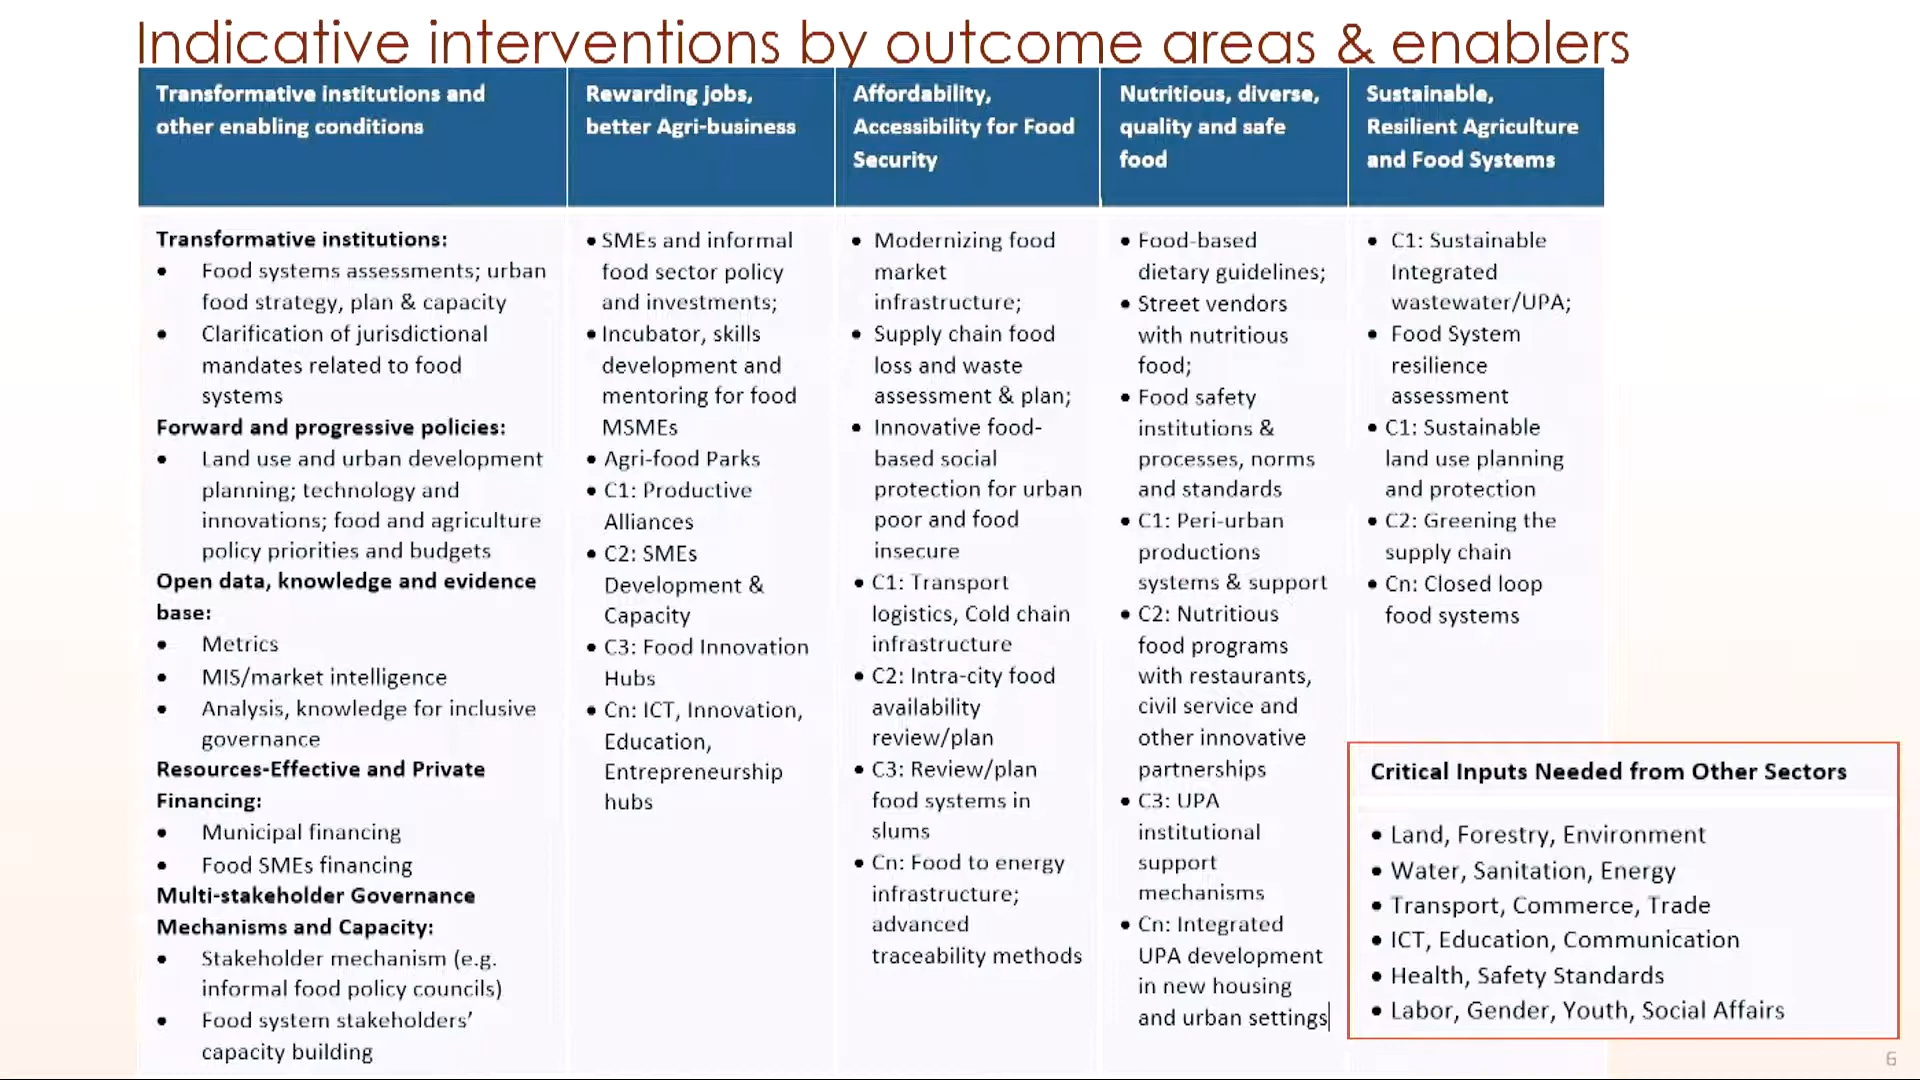 Indicative interventions by outcome areas & enablers
Transformative institutions and
other enabling conditions
Rewarding jobs,
better Agri-business
Affordability,
Accessibility for Food
Security
Nutritious, diverse,
quality and safe
food
Sustainable,
Resilient Agriculture
and Food Systems
Transformative institutions:
• Food systems assessments; urban
food strategy, plan & capacity
• Clarification of jurisdictional
mandates related to food
systems
Forward and progressive policies:
• Land use and urban development
planning; technology and
innovations; food and agriculture
policy priorities and budgets
Open data, knowledge and evidence
base:
• Metrics
• MIS/market intelligence
• Analysis, knowledge for inclusive
governance
Resources-Effective and Private
Financing:
• Municipal financing
• Food SMEs financing
Multi-stakeholder Governance
Mechanisms and Capacity:
• Stakeholder mechanism (e.g.
informal food policy councils)
• Food system stakeholders’
capacity building
• SMEs and informal
food sector policy
and investments;
• Incubator, skills
development and
mentoring for food
MSMEs
• Agri-food Parks
• C1: Productive
Alliances
• C2: SMEs
Development &
Capacity
• C3: Food Innovation
Hubs
• Cn: ICT, Innovation,
Education,
Entrepreneurship
hubs
• Modernizing food
market
infrastructure;
• Supply chain food
loss and waste
assessment & plan;
• Innovative food-
based social
protection for urban
poor and food
insecure
• C1: Transport
logistics, Cold chain
infrastructure
• C2: Intra-city food
availability
review/plan
• C3: Review/plan
food systems in
slums
• Cn: Food to energy
infrastructure;
advanced
traceability methods
• Food-based
dietary guidelines;
• Street vendors
with nutritious
food;
• Food safety
institutions &
processes, norms
and standards
• C1: Peri-urban
productions
systems & support
• C2: Nutritious
food programs
with restaurants,
civil service and
other innovative
partnerships
• C3: UPA
institutional
support
mechanisms
• Cn: Integrated
UPA development
in new housing
and urban settings
• C1: Sustainable
Integrated
wastewater/UPA;
• Food System
resilience
assessment
• C1: Sustainable
land use planning
and protection
• C2: Greening the
supply chain
• Cn: Closed loop
food systems
Critical Inputs Needed from Other Sectors
• Land, Forestry, Environment
• Water, Sanitation, Energy
• Transport, Commerce, Trade
• ICT, Education, Communication
• Health, Safety Standards
• Labor, Gender, Youth, Social Affairs
6